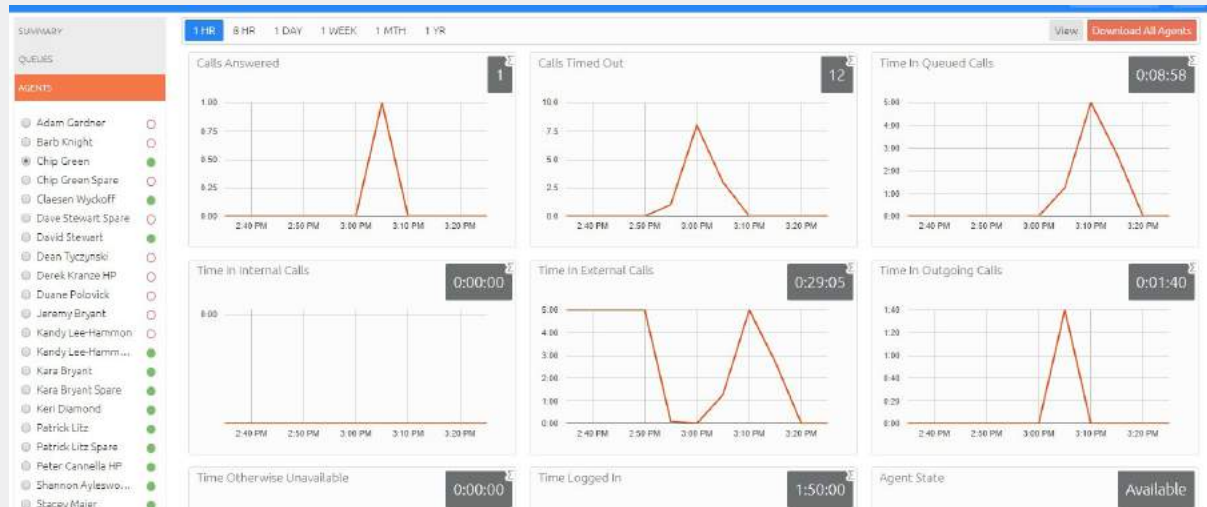 SUMMARY
QUEUES
AGENTS
Adam Gardner
Barb Knight
Chip Green
Chip Green Spare
Claesen Wyckoff
Dave Stewart Spare
David Stewart
Dean Tyczynski
Derek Kranze HP
Duane Polovick
Jeremy Bryant
Kandy Lee-Hammon
Kandy Lee-Hamm...
Kara Bryant
Kara Bryant Spare
Keri Diamond
Patrick Litz
Patrick Litz Spare
Peter Cannella HP
Shannon Ayleswo...
Stacey Maier
1 HR 8 HR 1 DAY 1 WEEK 1 MTH 1 YR
View Download All Agents
Calls Answered
Σ
1
1.00
0.75
0.50
0.25
0.00
2:40 PM 2:50 PM 3:00 PM 3:10 PM 3:20 PM
Calls Timed Out
Σ
12
10.0
7.5
5.0
2.5
0.0
2:40 PM 2:50 PM 3:00 PM 3:10 PM 3:20 PM
Time In Queued Calls
Σ
0:08:58
5:00
4:00
3:00
2:00
1:00
0:00
2:40 PM 2:50 PM 3:00 PM 3:10 PM 3:20 PM
Time in Internal Calls
Σ
0:00:00
0:00
2:40 PM 2:50 PM 3:00 PM 3:10 PM 3:20 PM
Time In External Calls
Σ
0:29:05
5:00
4:00
3:00
2:00
1:00
0:00
2:40 PM 2:50 PM 3:00 PM 3:10 PM 3:20 PM
Time In Outgoing Calls
Σ
0:01:40
1:40
1:20
1:00
0:40
0:20
0:00
2:40 PM 2:50 PM 3:00 PM 3:10 PM 3:20 PM
Time Otherwise Unavailable
Σ
0:00:00
Time Logged In
Σ
1:50:00
Agent State
Available